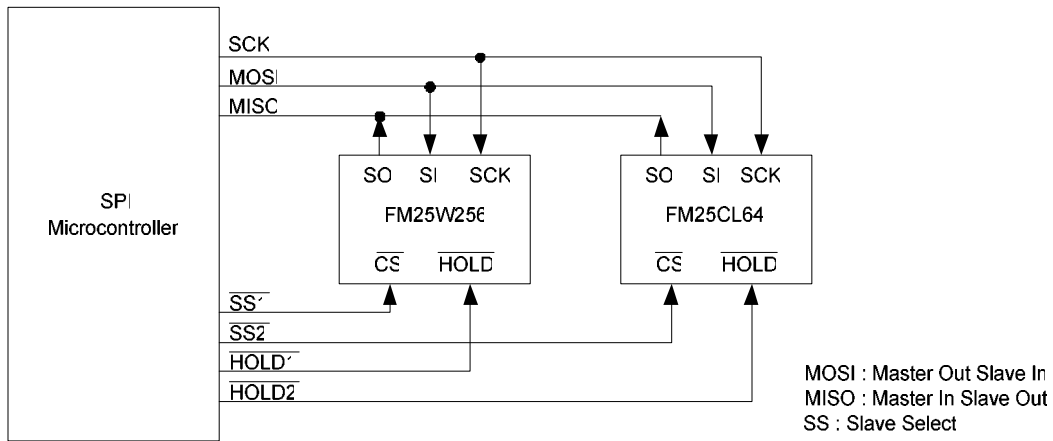 SCK
MOSI
MISO
SO SI SCK
FM25W256
CS HOLD
SO SI SCK
FM25CL64
CS HOLD
SPI
Microcontroller
SS1
SS2
HOLD1
HOLD2
MOSI : Master Out Slave In
MISO : Master In Slave Out
SS : Slave Select